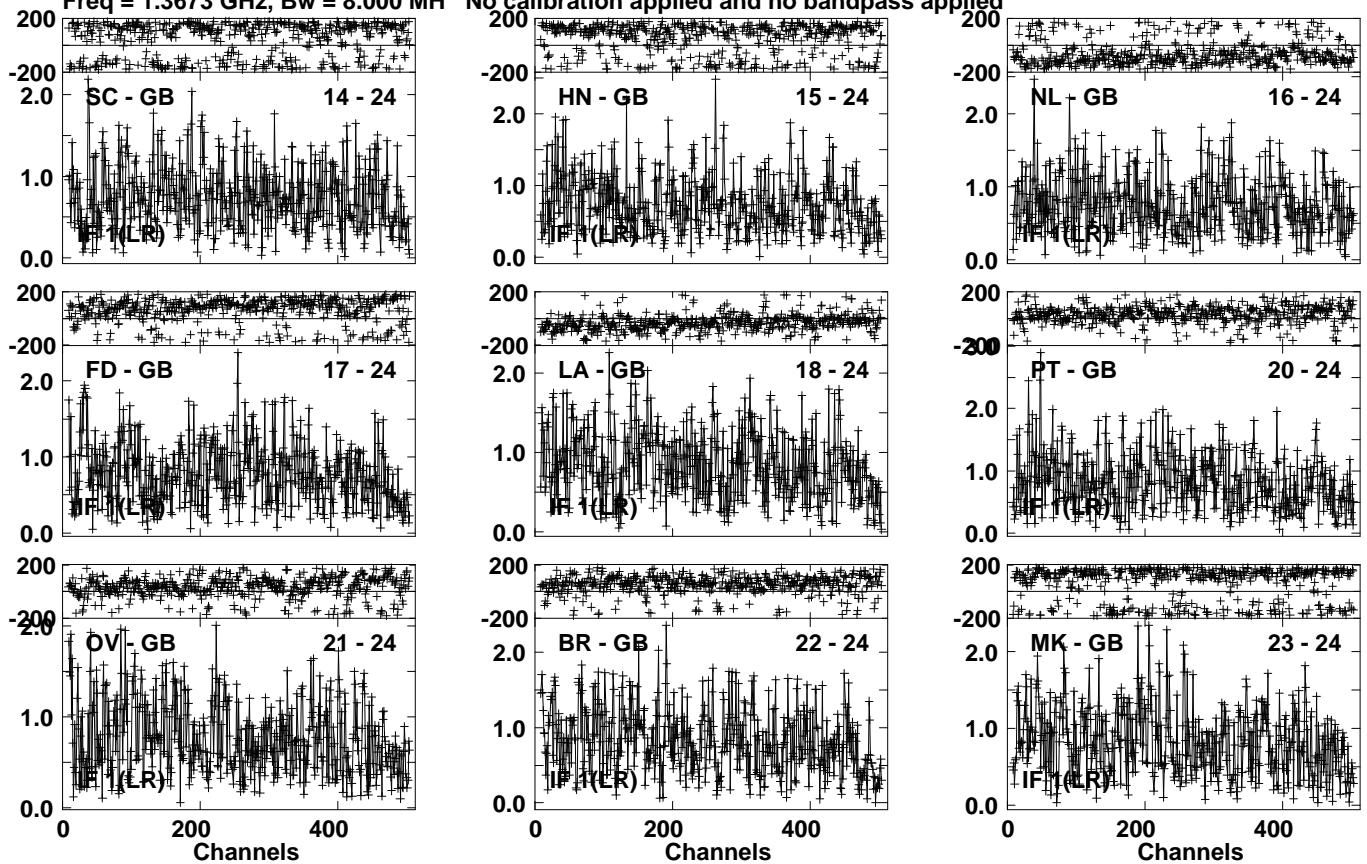 Freq = 1.3673 GHz, Bw = 8.000 MH No calibration applied and no bandpass applied
200 200 200
-200 -200 -200
SC - GB 14 - 24 HN - GB 15 - 24 NL - GB 16 - 24
2.0 2.0 2.0
1.0 1.0 1.0
IF 1(LR) IF 1(LR) IF 1(LR)
0.0 0.0 0.0
200 200 200
-200 -200 -200
3.0
FD - GB 17 - 24 LA - GB 18 - 24 PT - GB 20 - 24
2.0 2.0 2.0
1.0 1.0 1.0
IF 1(LR) IF 1(LR) IF 1(LR)
0.0 0.0 0.0
200 200 200
-200 -200 -200
2.0
OV - GB 21 - 24 BR - GB 22 - 24 MK - GB 23 - 24
2.0 2.0
1.0 1.0 1.0
IF 1(LR) IF 1(LR) IF 1(LR)
0.0 0.0 0.0
0 200 400 0 200 400 0 200 400
Channels Channels Channels